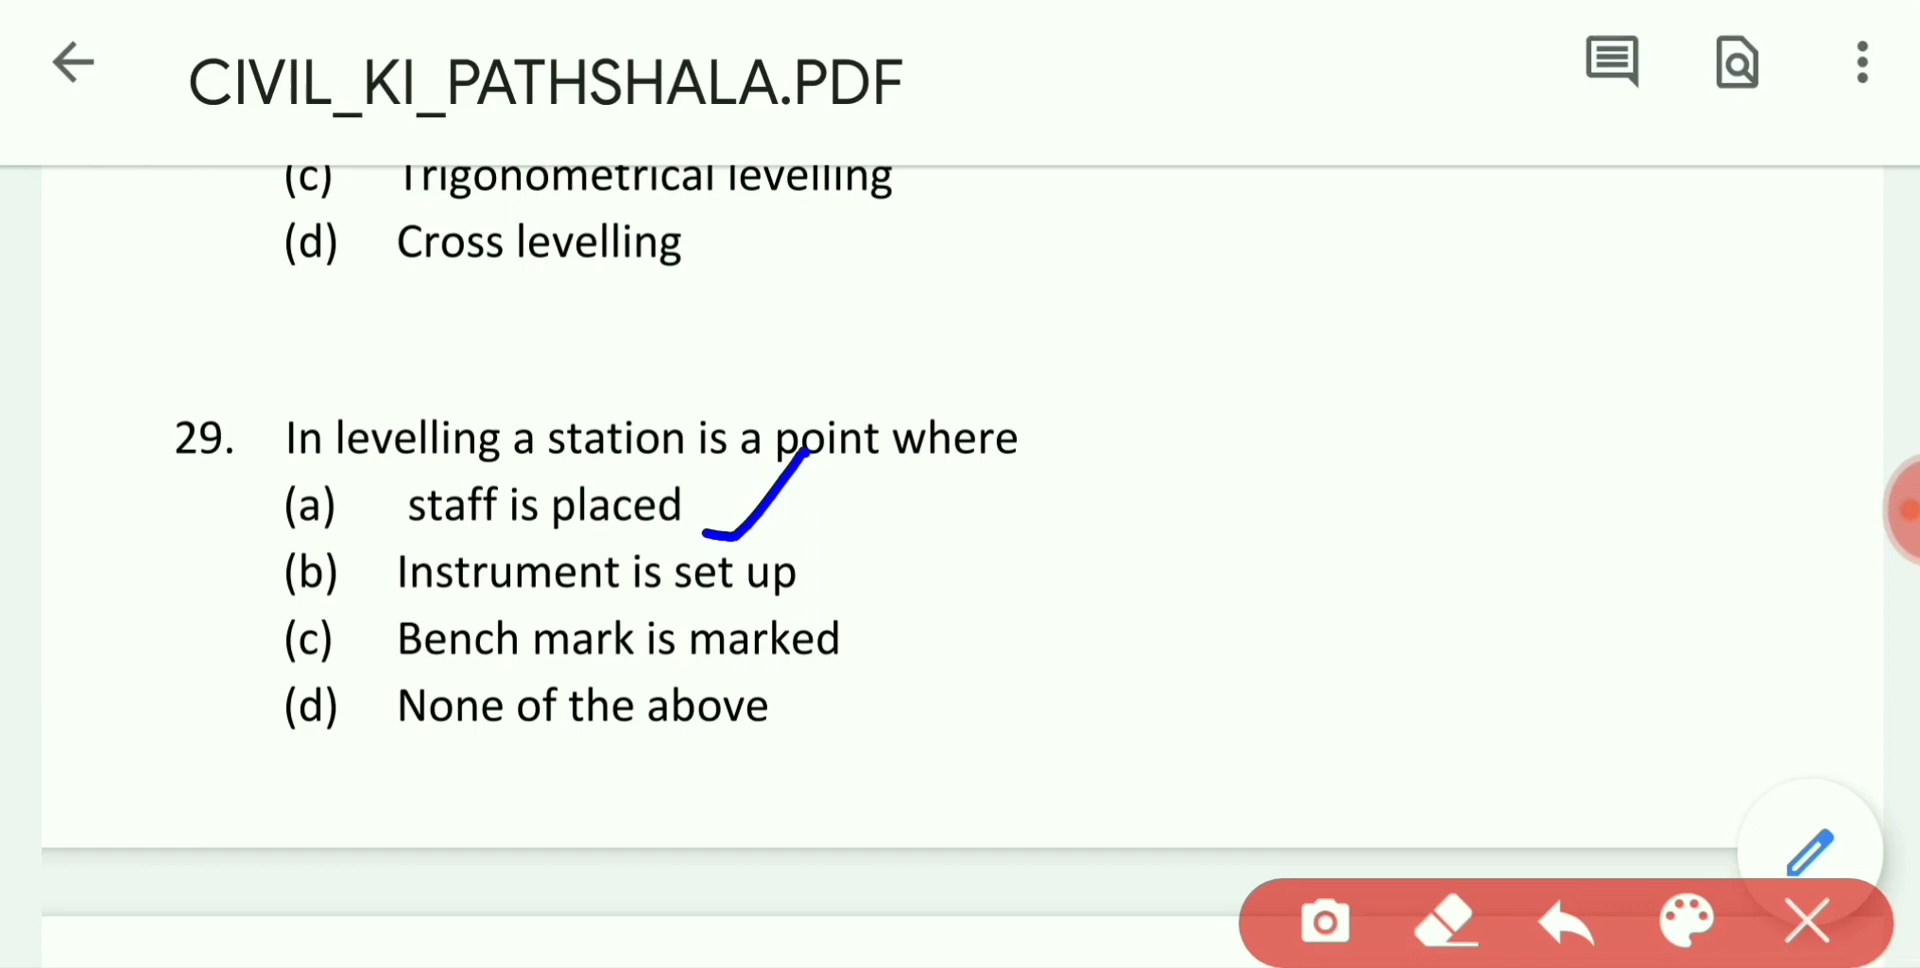 CIVIL_KI_PATHSHALA.PDF
(c) Trigonometrical levelling
(d) Cross levelling
29. In levelling a station is a point where
(a) staff is placed
(b) Instrument is set up
(c) Bench mark is marked
(d) None of the above